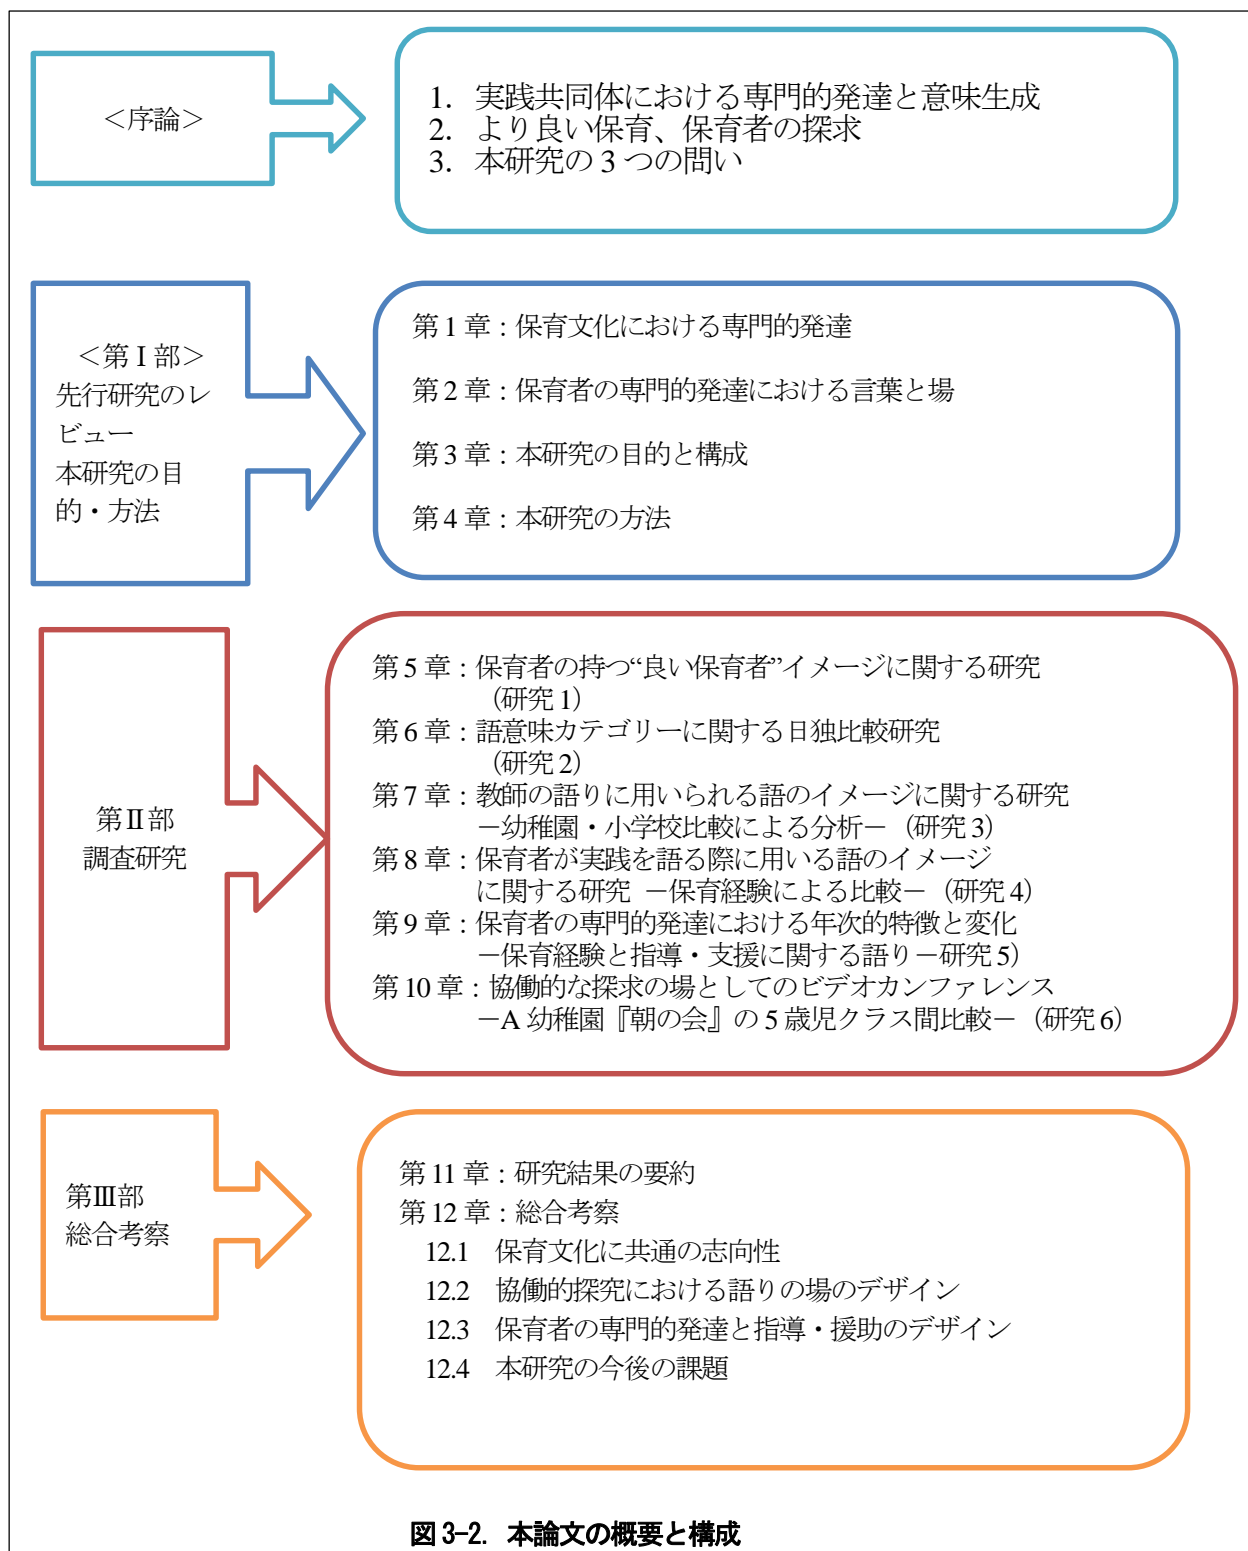 ＜序論＞
1. 実践共同体における専門的発達と意味生成
2. より良い保育、保育者の探求
3. 本研究の３つの問い
＜第Ⅰ部＞
先行研究のレ
ビュー
本研究の目
的・方法
第1章：保育文化における専門的発達
第2章：保育者の専門的発達における言葉と場
第3章：本研究の目的と構成
第4章：本研究の方法
第Ⅱ部
調査研究
第5章：保育者の持つ“良い保育者”イメージに関する研究
（研究1）
第6章：語意味カテゴリーに関する日独比較研究
（研究2）
第7章：教師の語りに用いられる語のイメージに関する研究
－幼稚園・小学校比較による分析－（研究3）
第8章：保育者が実践を語る際に用いる語のイメージ
に関する研究 －保育経験による比較－（研究4）
第9章：保育者の専門的発達における年次的特徴と変化
－保育経験と指導・支援に関する語り－研究5）
第10章：協働的な探求の場としてのビデオカンファレンス
－A幼稚園『朝の会』の5歳児クラス間比較－（研究6）
第Ⅲ部
総合考察
第11章：研究結果の要約
第12章：総合考察
12.1 保育文化に共通の志向性
12.2 協働的探究における語りの場のデザイン
12.3 保育者の専門的発達と指導・援助のデザイン
12.4 本研究の今後の課題
図3-2. 本論文の概要と構成